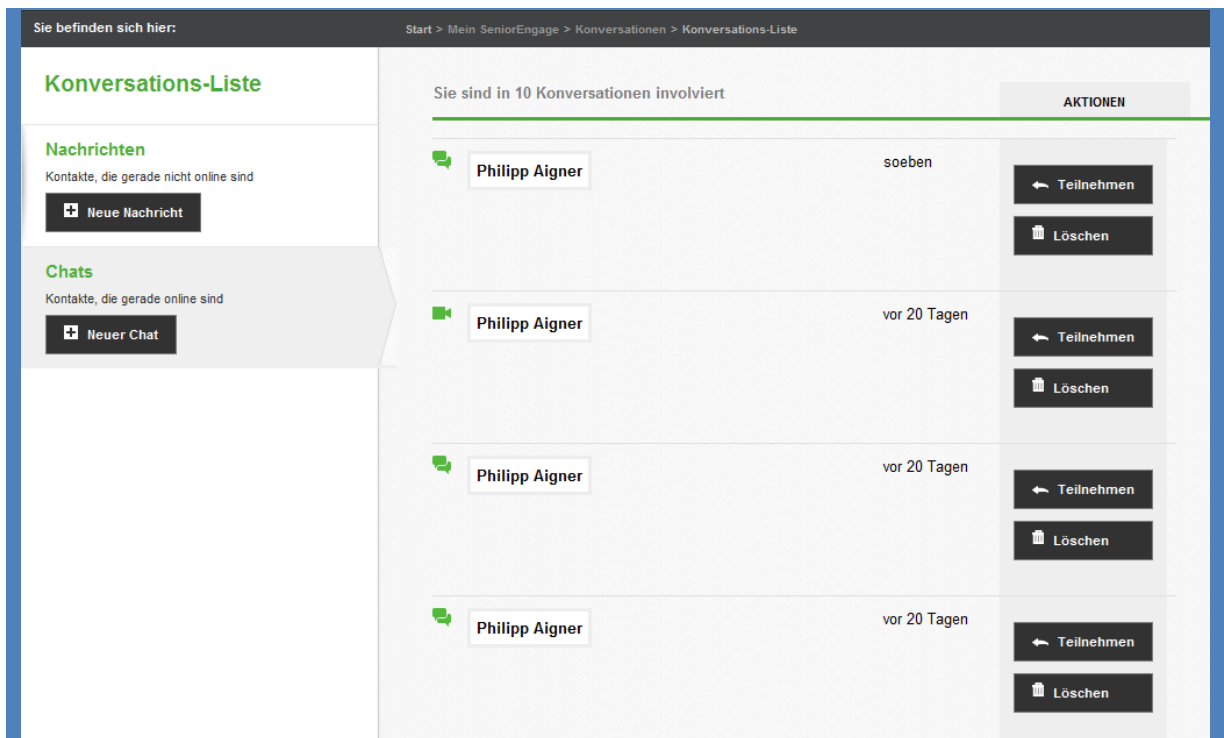 Sie befinden sich hier:
Start > Mein SeniorEngage > Konversationen > Konversations-Liste
Konversations-Liste
Nachrichten
Kontakte, die gerade nicht online sind
Neue Nachricht
Chats
Kontakte, die gerade online sind
Neuer Chat
Sie sind in 10 Konversationen involviert
AKTIONEN
Philipp Aigner
soeben
Teilnehmen
Löschen
Philipp Aigner
vor 20 Tagen
Teilnehmen
Löschen
Philipp Aigner
vor 20 Tagen
Teilnehmen
Löschen
Philipp Aigner
vor 20 Tagen
Teilnehmen
Löschen